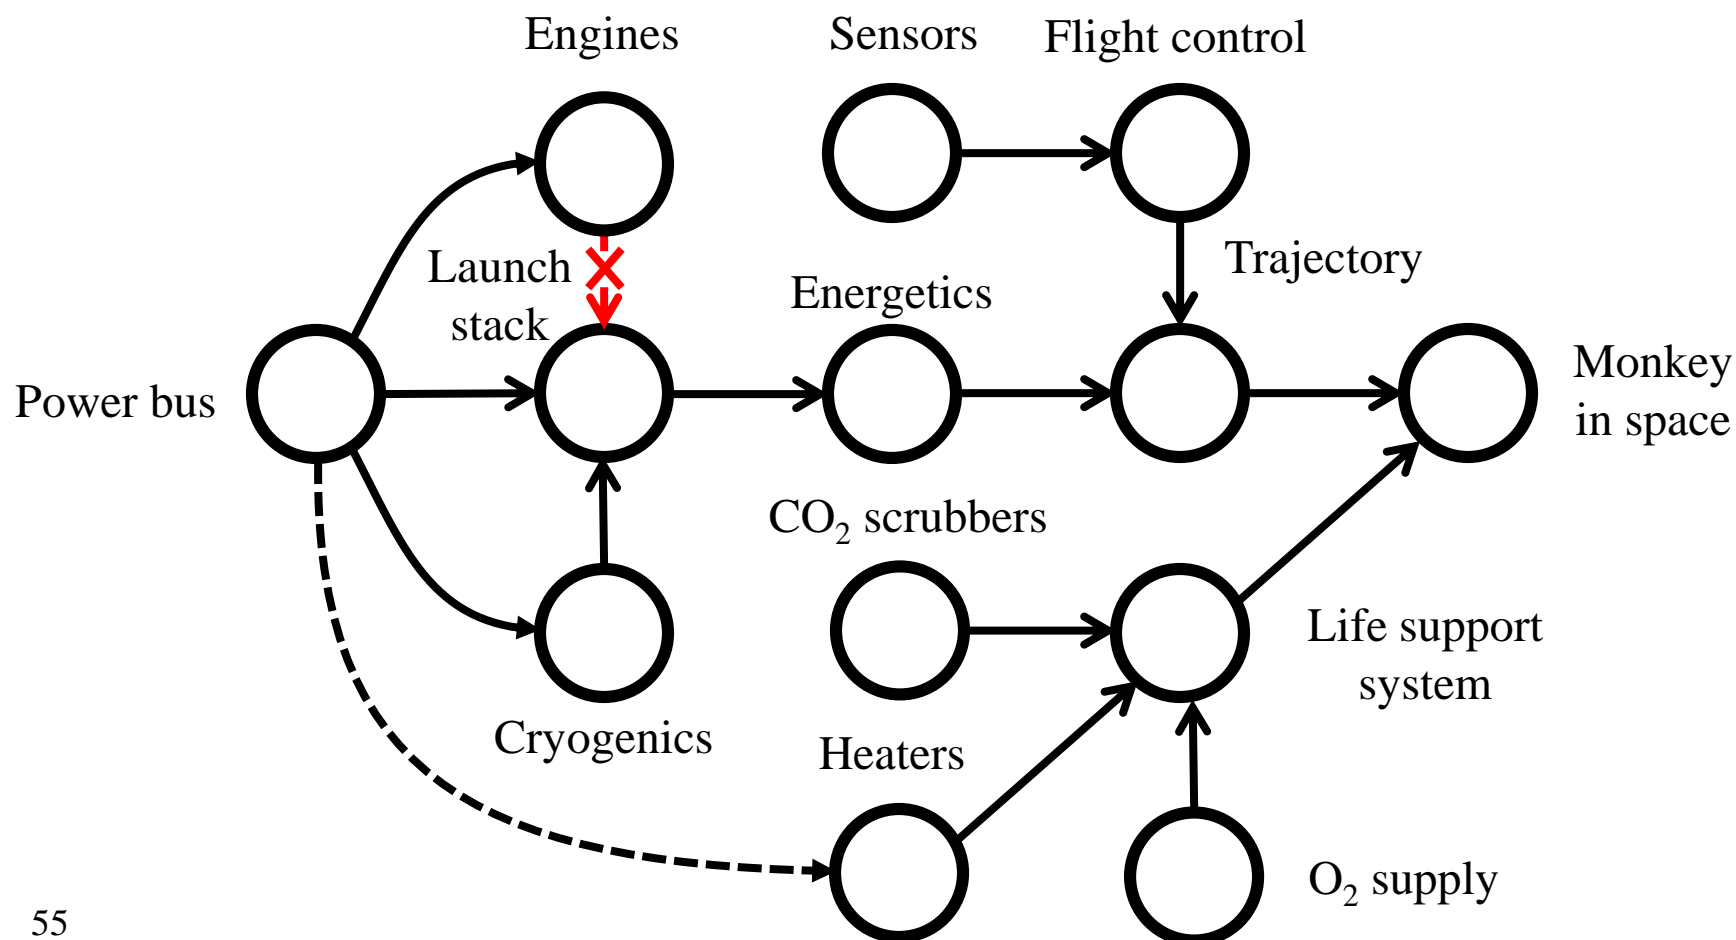 Engines
Sensors
Flight control
Launch
stack
Energetics
Trajectory
Power bus
Monkey
in space
CO₂ scrubbers
Life support
system
Cryogenics
Heaters
O₂ supply
55